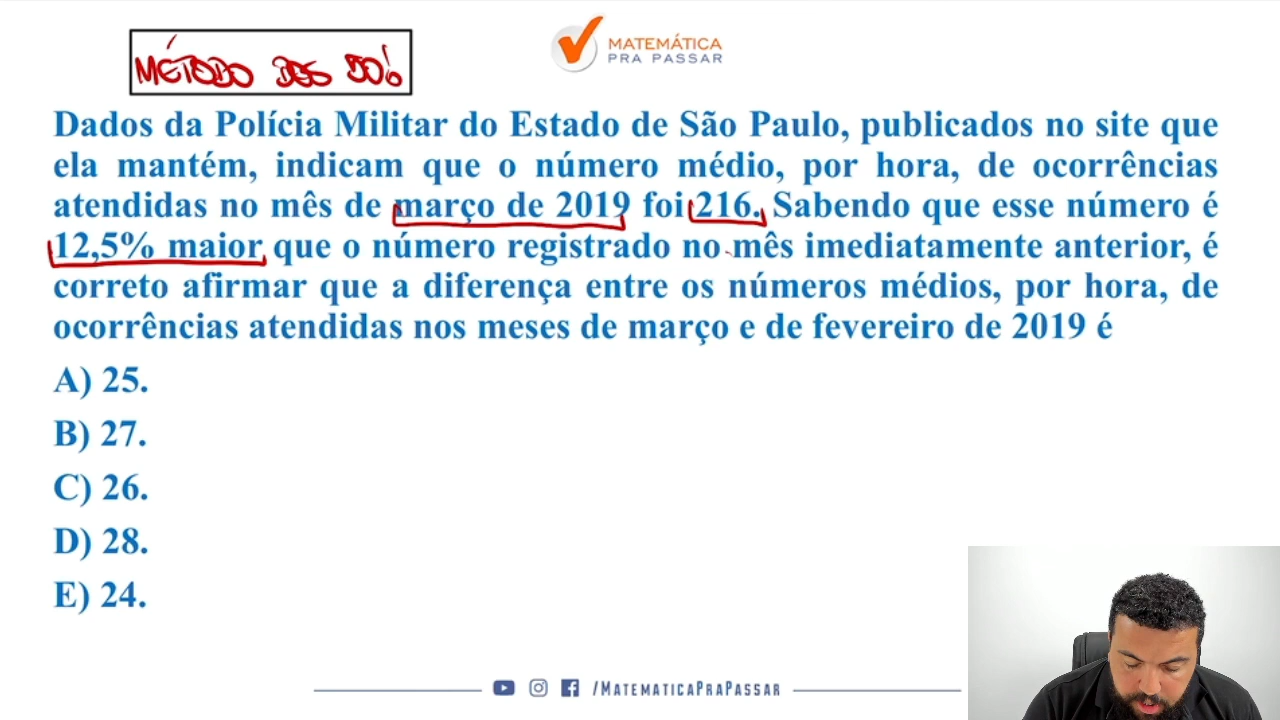 MÉTODO DOS 50!
MATEMÁTICA
PRA PASSAR
Dados da Polícia Militar do Estado de São Paulo, publicados no site que
ela mantém, indicam que o número médio, por hora, de ocorrências
atendidas no mês de março de 2019 foi 216. Sabendo que esse número é
12,5% maior que o número registrado no mês imediatamente anterior, é
correto afirmar que a diferença entre os números médios, por hora, de
ocorrências atendidas nos meses de março e de fevereiro de 2019 é
A) 25.
B) 27.
C) 26.
D) 28.
E) 24.
/MATEMATICAPRAPASSAR